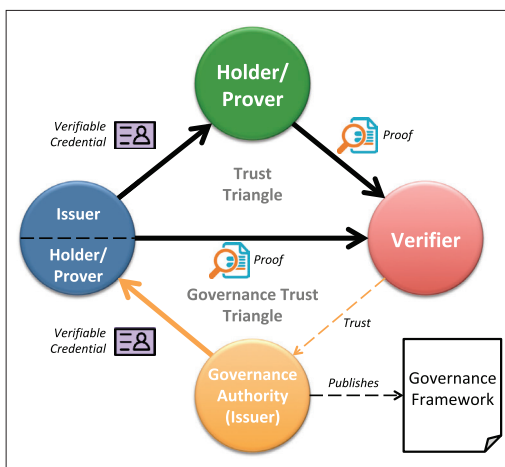 Holder/
Prover
Verifiable
Credential
Proof
Trust
Triangle
Issuer
Holder/
Prover
Verifier
Proof
Governance Trust
Triangle
Verifiable
Credential
Trust
Governance
Authority
(Issuer)
Publishes
Governance
Framework